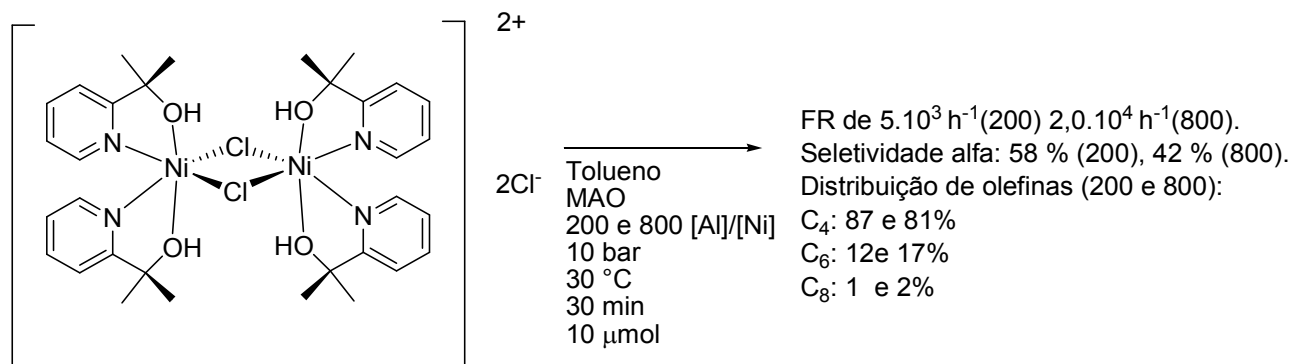 2+
OH
HO
N
Cl
N
Ni
Ni
Cl
N
N
OH
HO
2Cl-
Tolueno
MAO
200 e 800 [Al]/[Ni]
10 bar
30 °C
30 min
10 μmol
FR de 5.10³ h⁻¹(200) 2,0.10⁴ h⁻¹(800).
Seletividade alfa: 58 % (200), 42 % (800).
Distribuição de olefinas (200 e 800):
C₄: 87 e 81%
C₆: 12e 17%
C₈: 1 e 2%